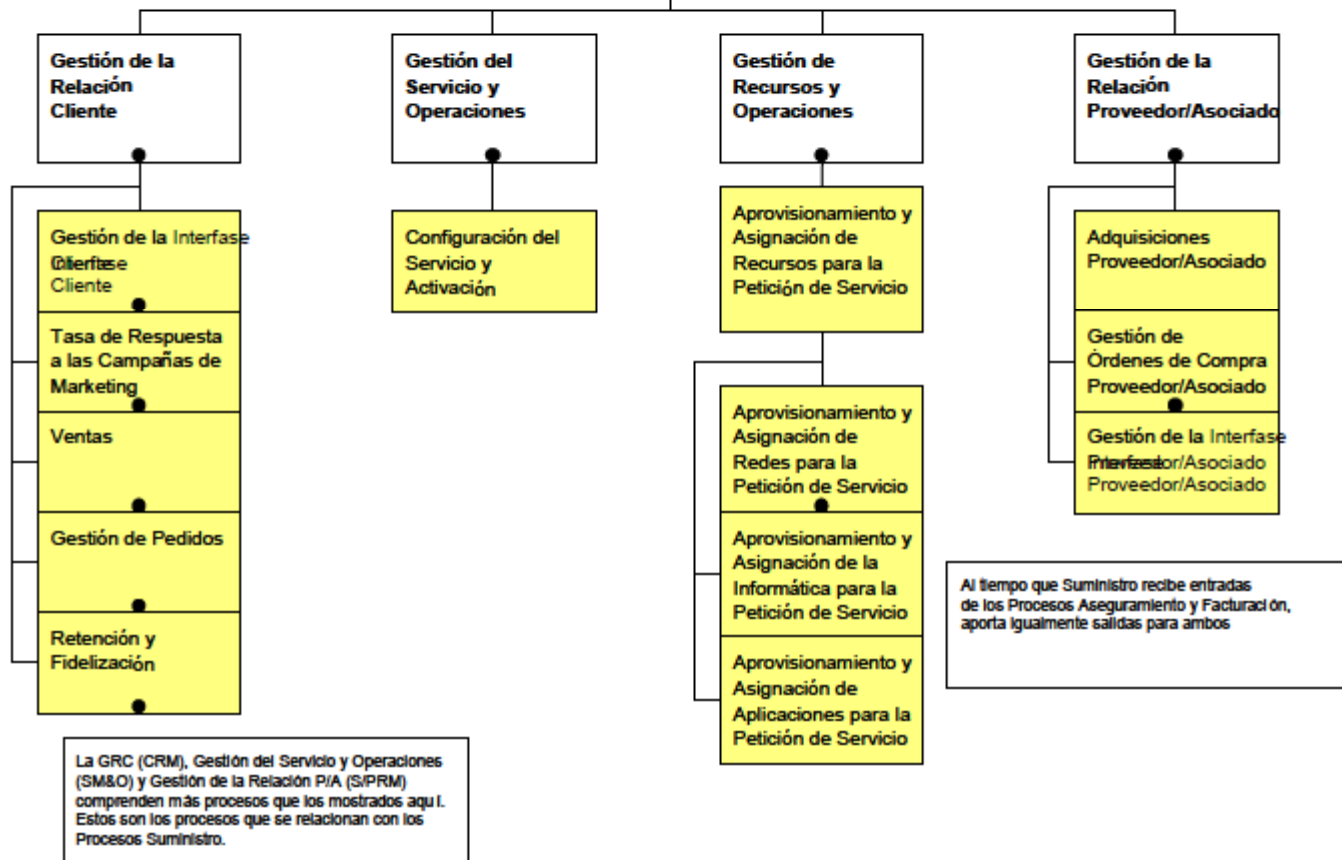 Gestión de la
Relación
Cliente
Gestión del
Servicio y
Operaciones
Gestión de
Recursos y
Operaciones
Gestión de la
Relación
Proveedor/Asociado
Gestión de la Interfase
Cliente
Tasa de Respuesta
a las Campañas de
Marketing
Ventas
Gestión de Pedidos
Retención y
Fidelización
Configuración del
Servicio y
Activación
Aprovisionamiento y
Asignación de
Recursos para la
Petición de Servicio
Aprovisionamiento y
Asignación de
Redes para la
Petición de Servicio
Aprovisionamiento y
Asignación de la
Informática para la
Petición de Servicio
Aprovisionamiento y
Asignación de
Aplicaciones para la
Petición de Servicio
Adquisiciones
Proveedor/Asociado
Gestión de
Órdenes de Compra
Proveedor/Asociado
Gestión de la Interfase
Proveedor/Asociado
Al tiempo que Suministro recibe entradas
de los Procesos Aseguramiento y Facturación,
aporta igualmente salidas para ambos
La GRC (CRM), Gestión del Servicio y Operaciones
(SM&O) y Gestión de la Relación P/A (S/PRM)
comprenden más procesos que los mostrados aquí.
Estos son los procesos que se relacionan con los
Procesos Suministro.